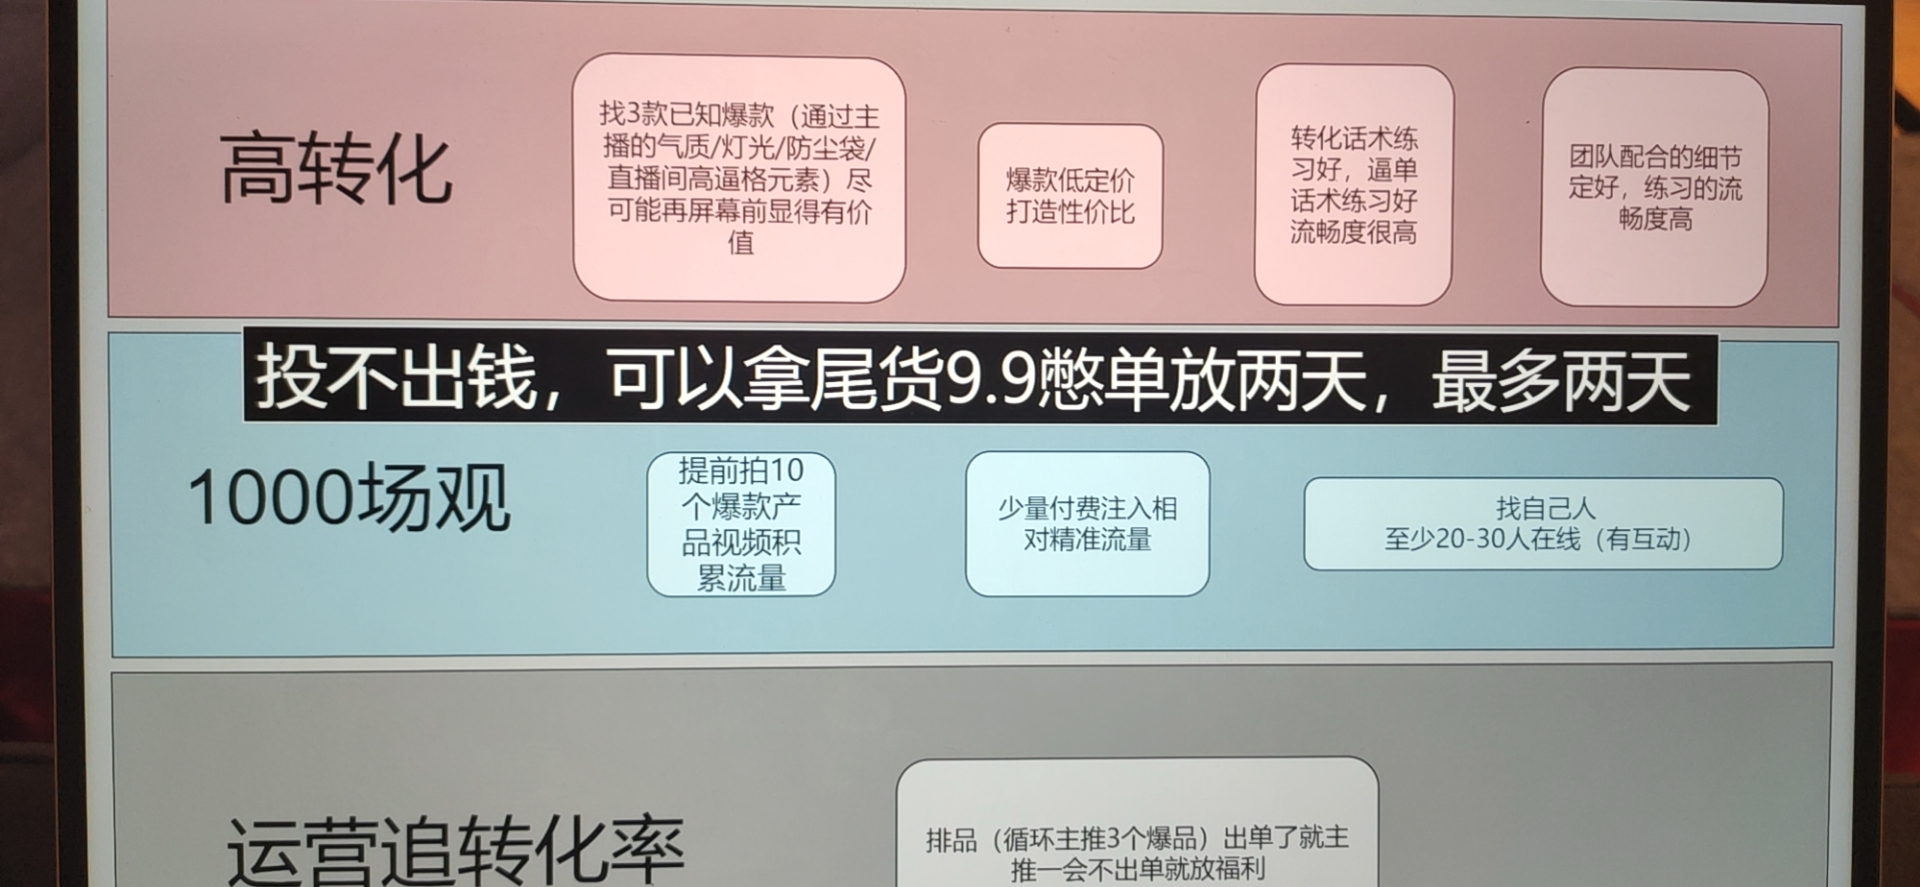 高转化
找3款已知爆款（通过主
播的气质/灯光/防尘袋/
直播间高逼格元素）尽
可能再屏幕前显得有价
值
爆款低定价
打造性价比
转化话术练
习好，逼单
话术练习好
流畅度很高
团队配合的细节
定好，练习的流
畅度高
投不出钱，可以拿尾货9.9憋单放两天，最多两天
1000场观
提前拍10
个爆款产
品视频积
累流量
少量付费注入相
对精准流量
找自己人
至少20-30人在线（有互动）
运营追转化率
排品（循环主推3个爆品）出单了就主
推一会不出单就放福利